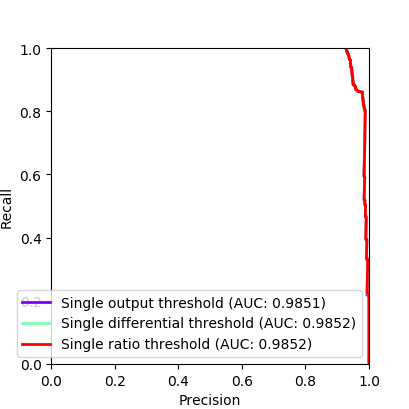 1.0
0.8
0.6
0.4
0.2
0.0
Recall
Single output threshold (AUC: 0.9851)
Single differential threshold (AUC: 0.9852)
Single ratio threshold (AUC: 0.9852)
0.0 0.2 0.4 0.6 0.8 1.0
Precision